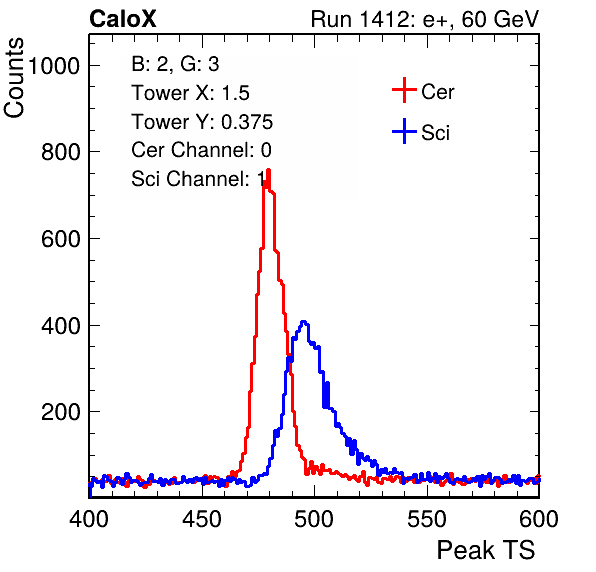 CaloX Run 1412: e+, 60 GeV
Counts
B: 2, G: 3
Tower X: 1.5
Tower Y: 0.375
Cer Channel: 0
Sci Channel: 1
Cer
Sci
1000
800
600
400
200
400 450 500 550 600
Peak TS